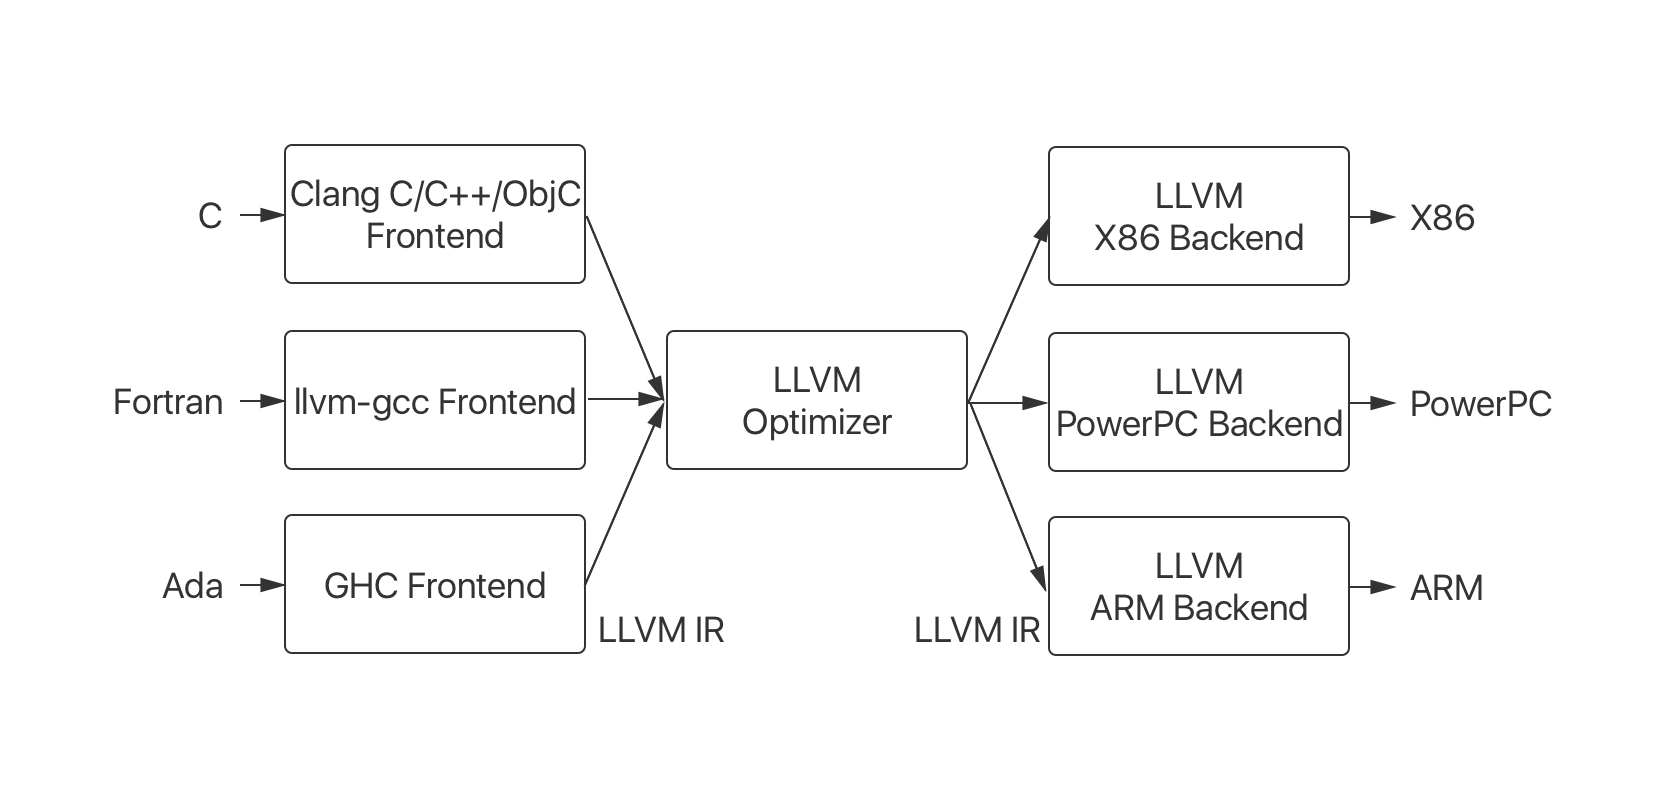 C
Clang C/C++/ObjC
Frontend
Fortran
llvm-gcc Frontend
Ada
GHC Frontend
LLVM IR
LLVM
Optimizer
LLVM IR
LLVM
X86 Backend
X86
LLVM
PowerPC Backend
PowerPC
LLVM
ARM Backend
ARM